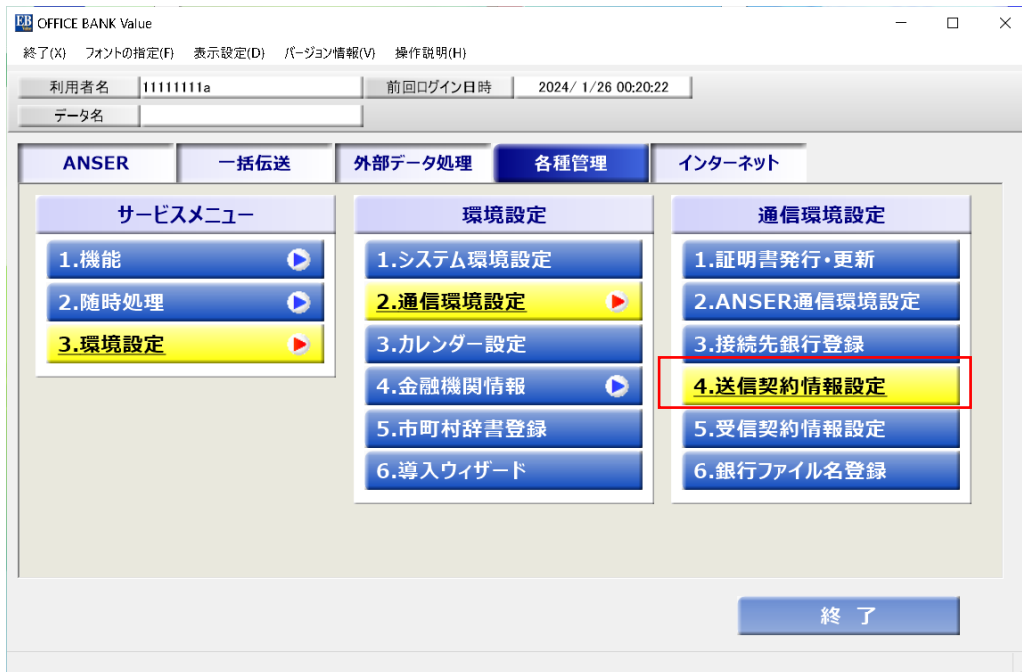 EB OFFICE BANK Value
終了(X) フォントの指定(F) 表示設定(D) バージョン情報(V) 操作説明(H)
利用者名 11111111a 前回ログイン日時 2024/ 1/26 00:20:22
データ名
ANSER 一括伝送 外部データ処理 各種管理 インターネット
サービスメニュー
1.機能
2.随時処理
3.環境設定
環境設定
1.システム環境設定
2.通信環境設定
3.カレンダー設定
4.金融機関情報
5.市町村辞書登録
6.導入ウィザード
通信環境設定
1.証明書発行・更新
2.ANSER通信環境設定
3.接続先銀行登録
4.送信契約情報設定
5.受信契約情報設定
6.銀行ファイル名登録
終 了